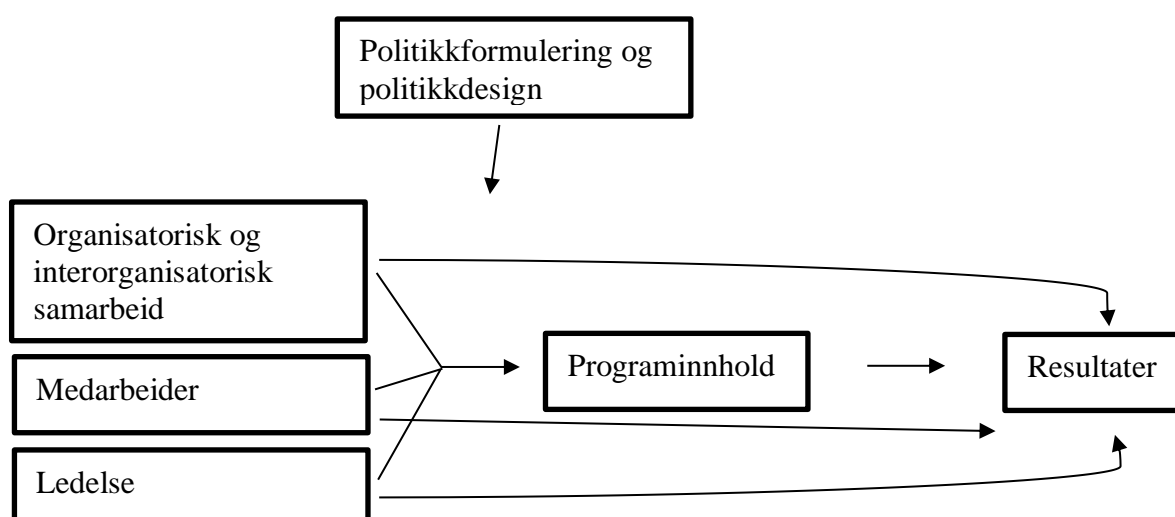 Politikkformulering og
politikkdesign
Organisatorisk og
interorganisatorisk
samarbeid
Programinnhold
Resultater
Medarbeider
Ledelse